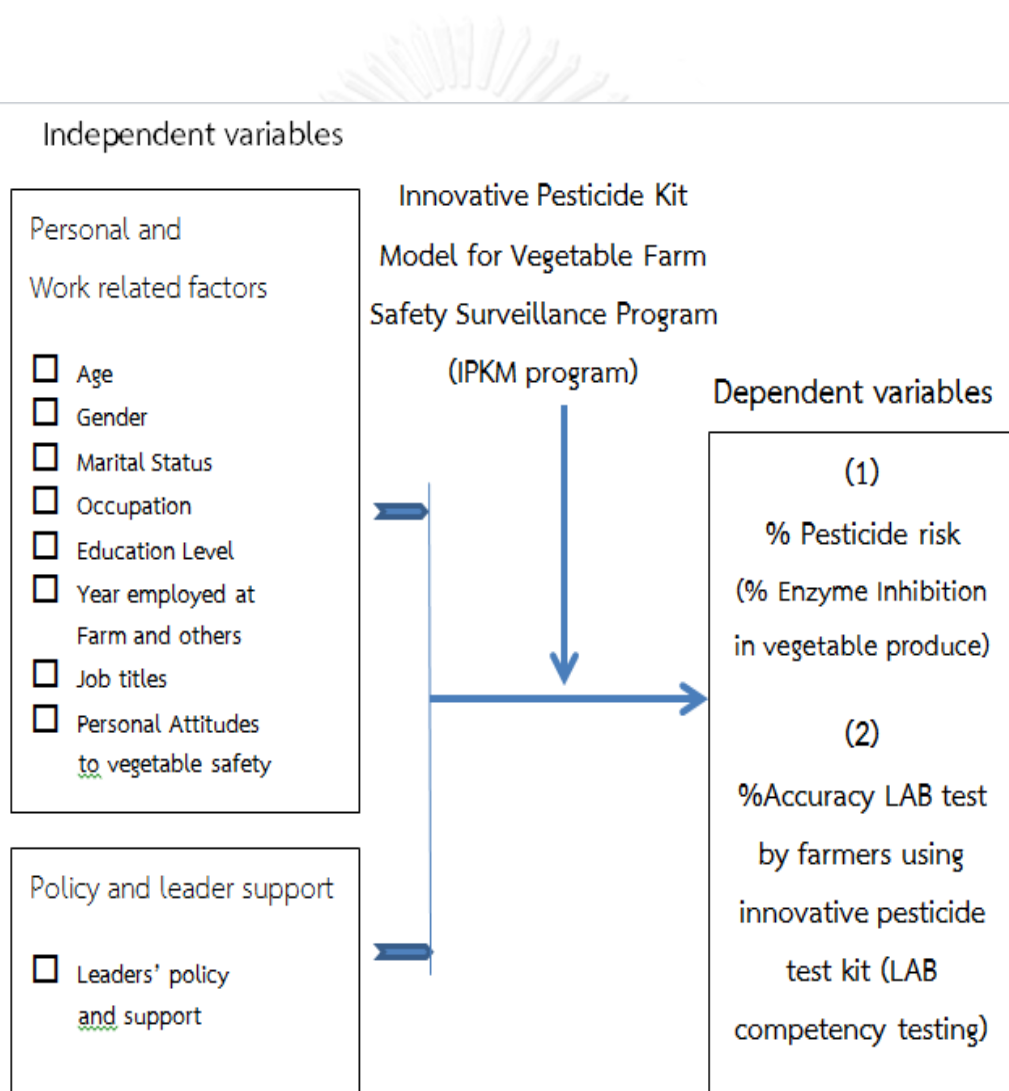 Independent variables
Personal and
Work related factors
Age
Gender
Marital Status
Occupation
Education Level
Year employed at
Farm and others
Job titles
Personal Attitudes
to vegetable safety
Policy and leader support
Leaders’ policy
and support
Innovative Pesticide Kit
Model for Vegetable Farm
Safety Surveillance Program
(IPKM program)
Dependent variables
(1)
% Pesticide risk
(% Enzyme Inhibition
in vegetable produce)
(2)
%Accuracy LAB test
by farmers using
innovative pesticide
test kit (LAB
competency testing)